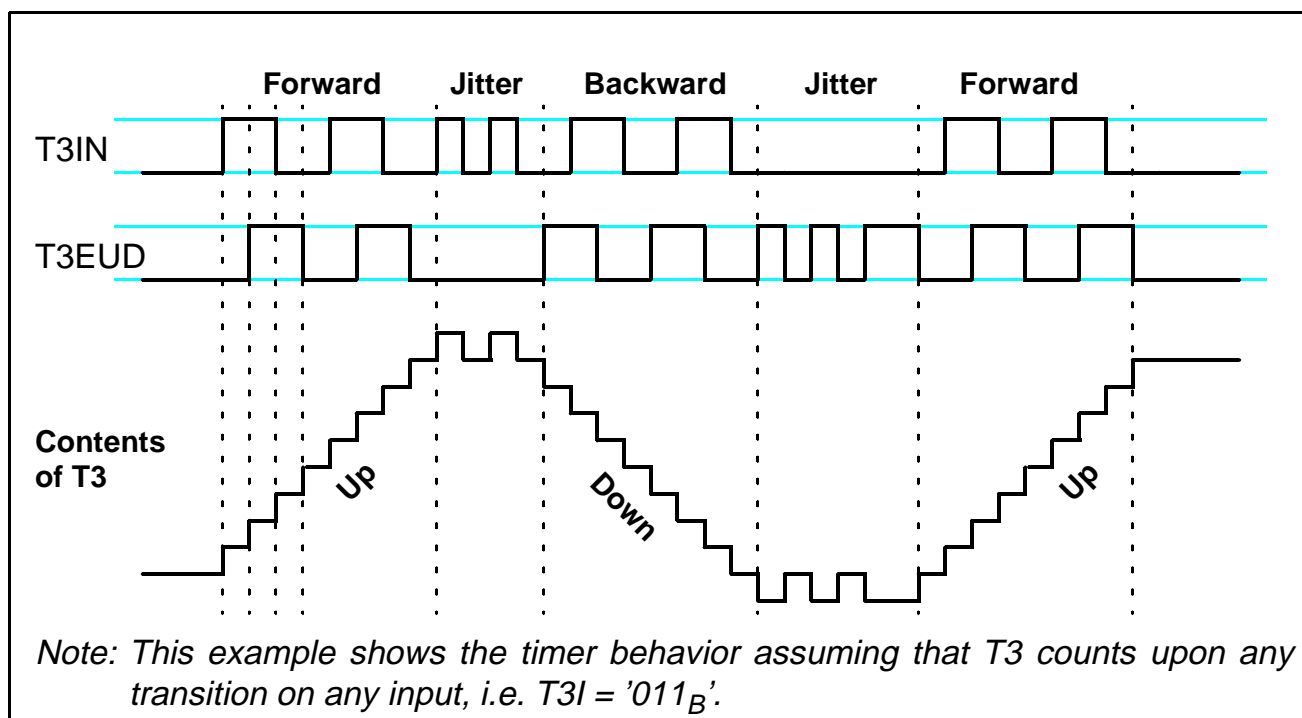 Forward Jitter Backward Jitter Forward
T3IN
T3EUD
Contents
of T3
Up
Down
Up
Note: This example shows the timer behavior assuming that T3 counts upon any
transition on any input, i.e. T3I = ’011B’.